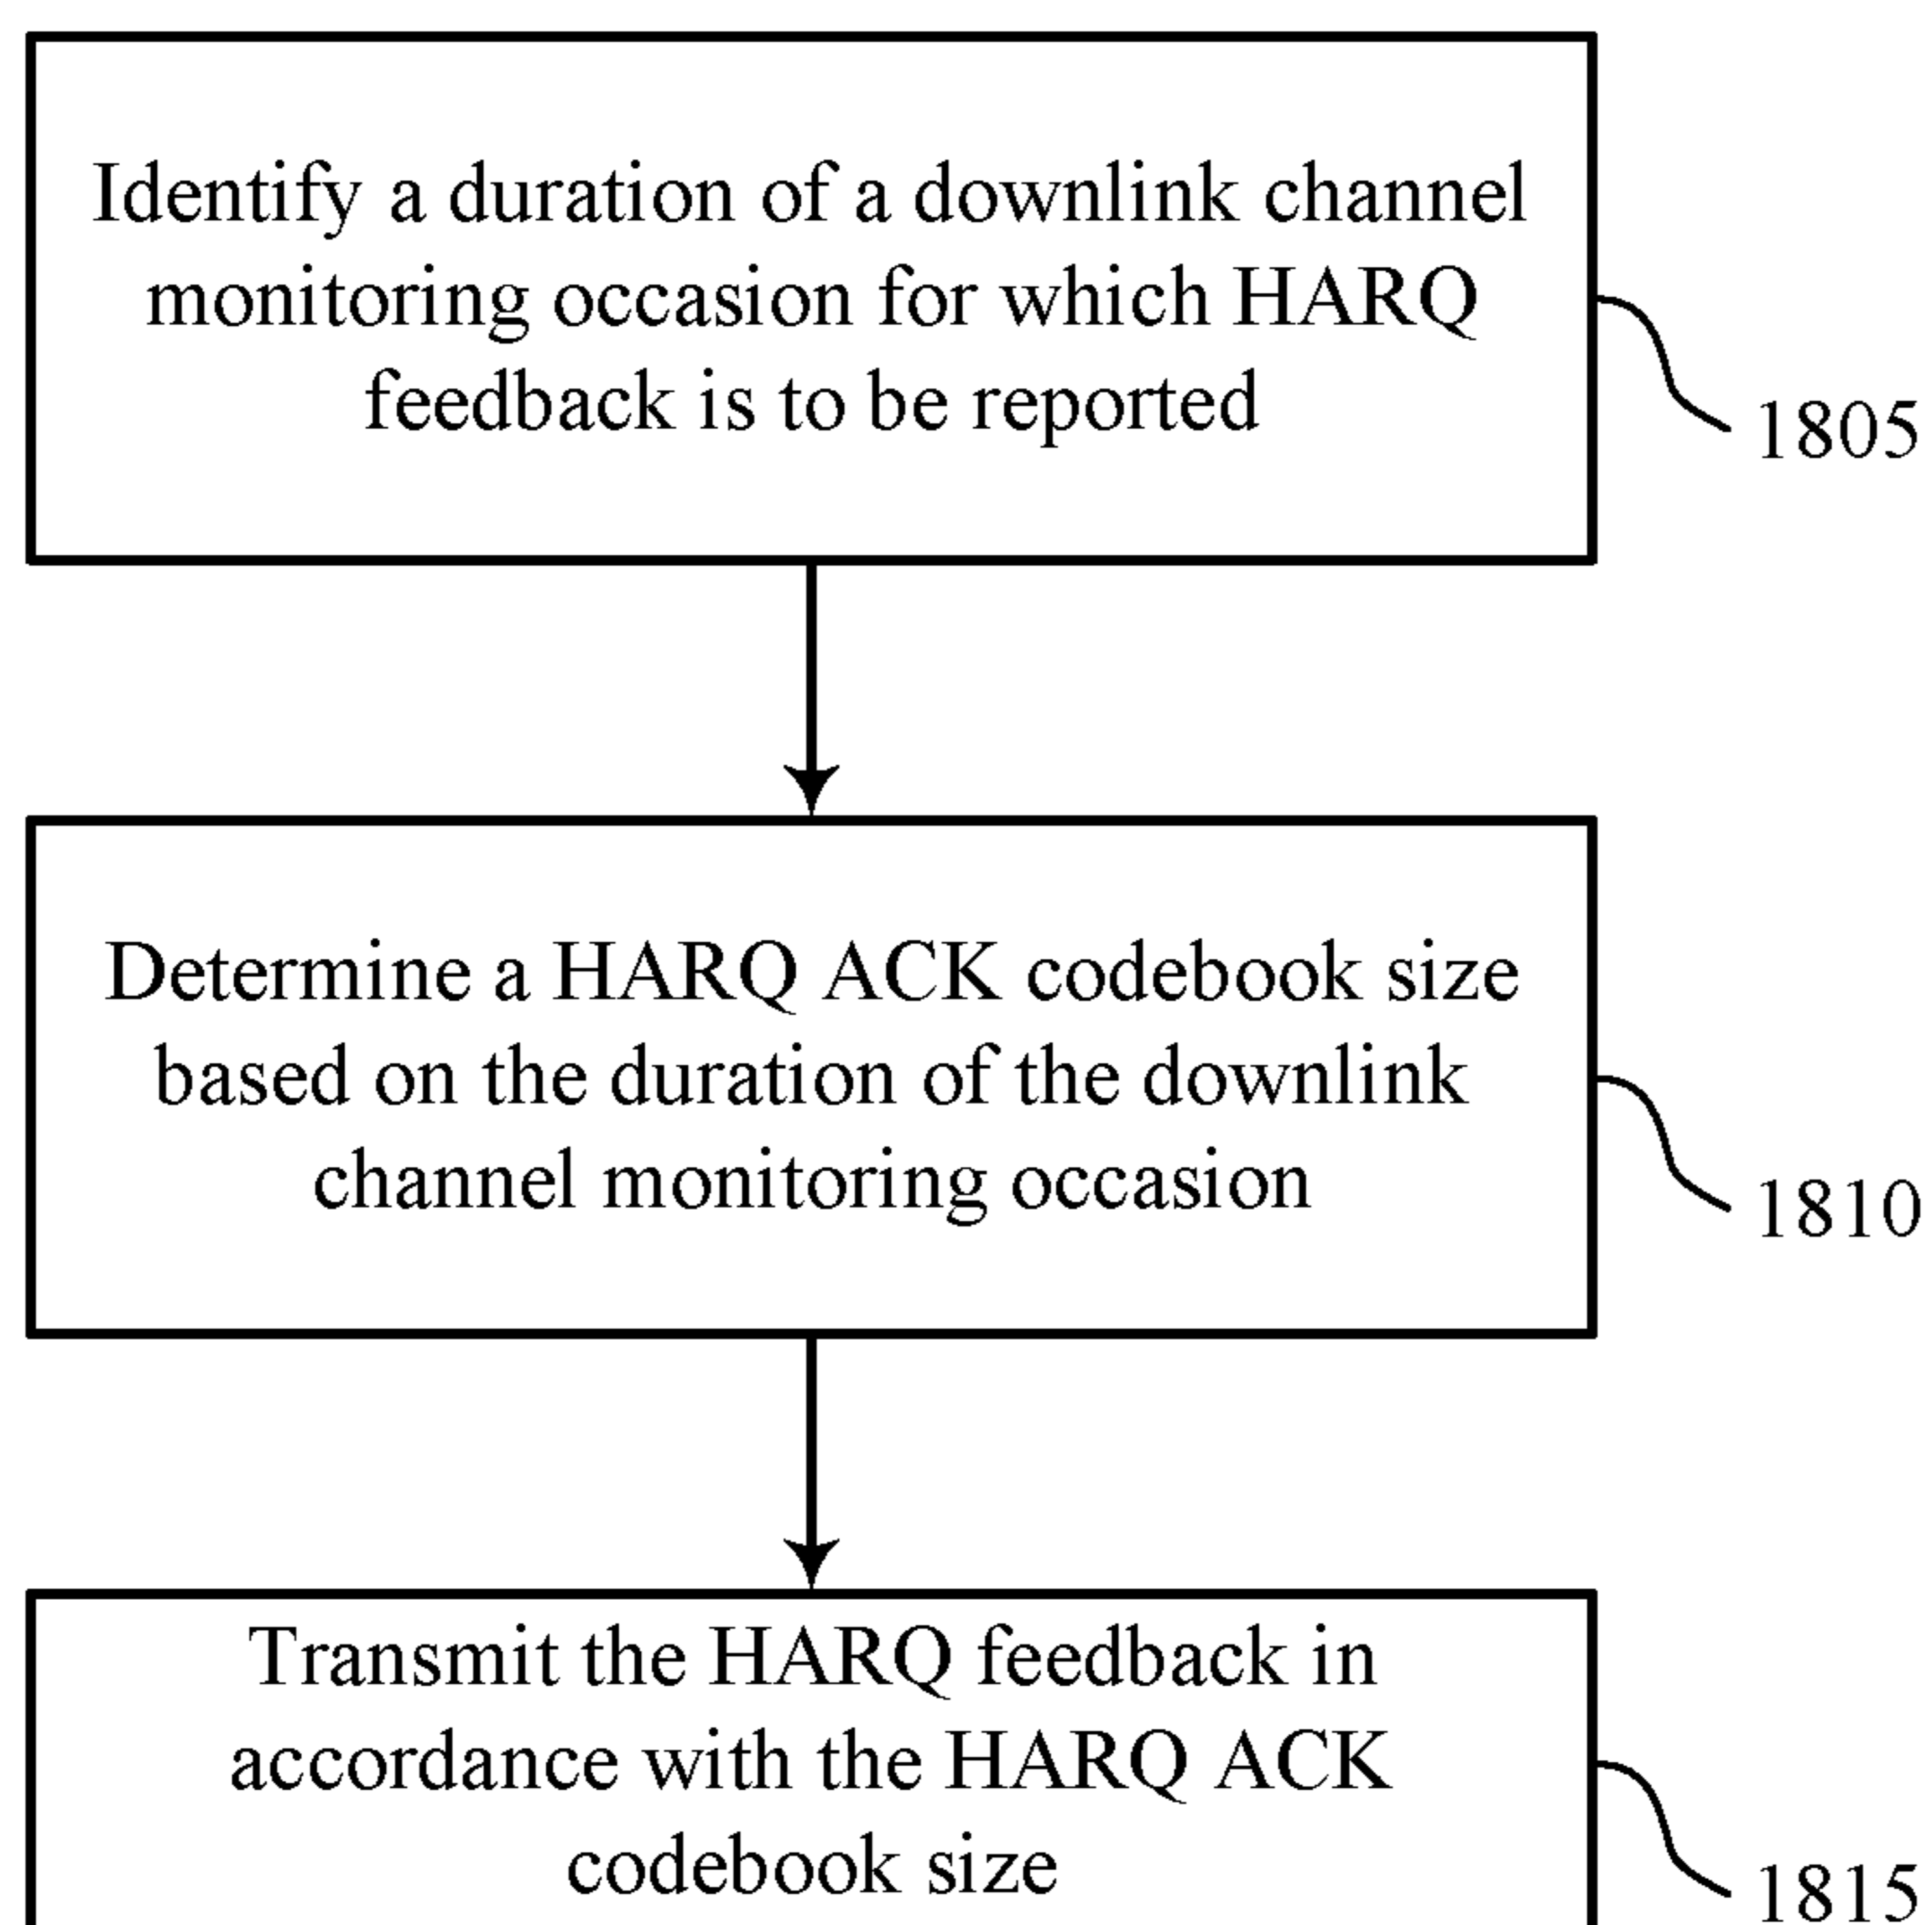 Identify a duration of a downlink channel
monitoring occasion for which HARQ
feedback is to be reported
1805
Determine a HARQ ACK codebook size
based on the duration of the downlink
channel monitoring occasion
1810
Transmit the HARQ feedback in
accordance with the HARQ ACK
codebook size
1815